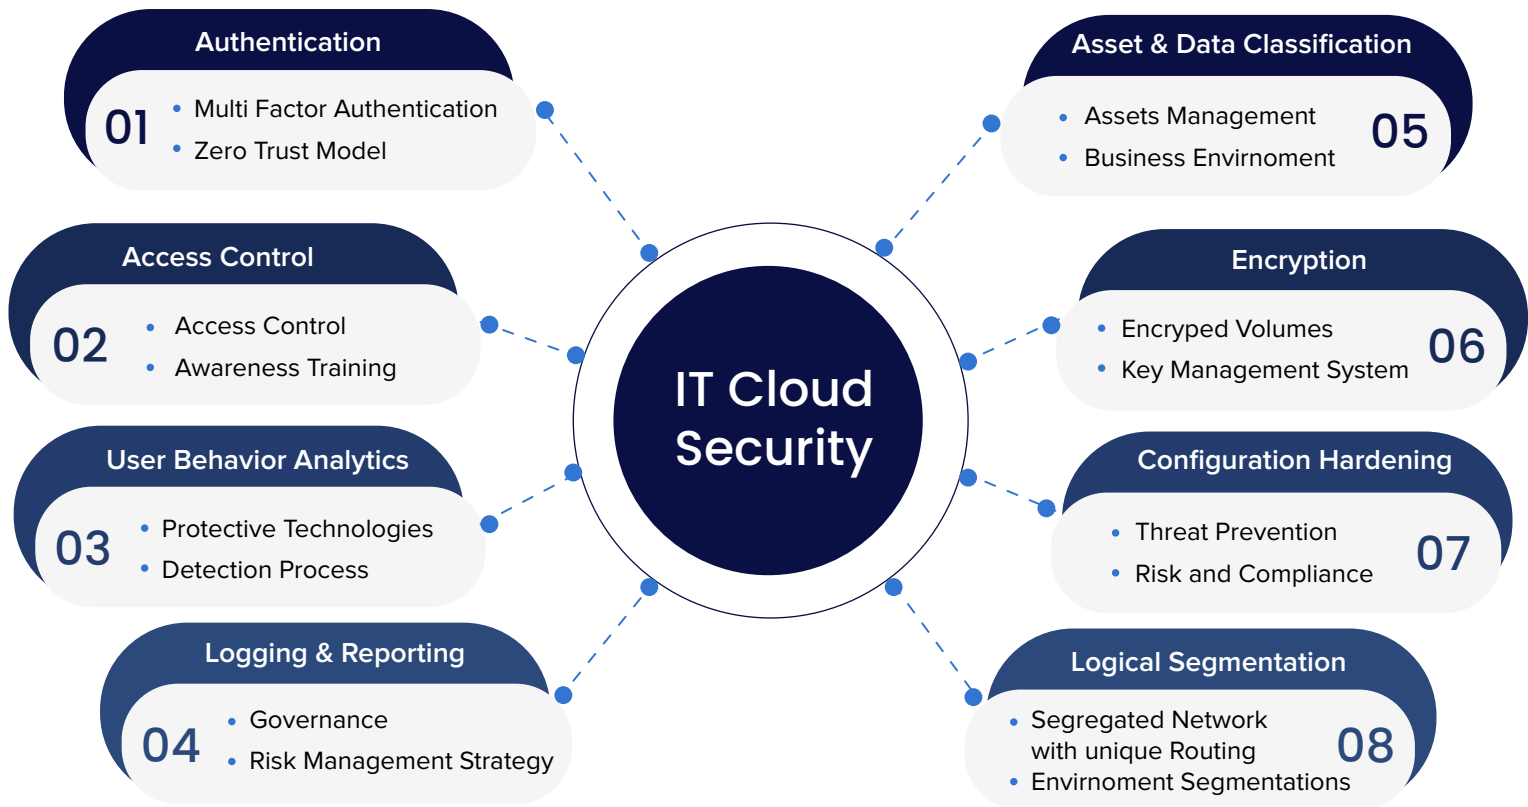 Authentication
01
Multi Factor Authentication
Zero Trust Model
Access Control
02
Access Control
Awareness Training
User Behavior Analytics
03
Protective Technologies
Detection Process
Logging & Reporting
04
Governance
Risk Management Strategy
IT Cloud
Security
Asset & Data Classification
Assets Management
Business Envirnoment
05
Encryption
Encryped Volumes
Key Management System
06
Configuration Hardening
Threat Prevention
Risk and Compliance
07
Logical Segmentation
Segregated Network
with unique Routing
Envirnoment Segmentations
08